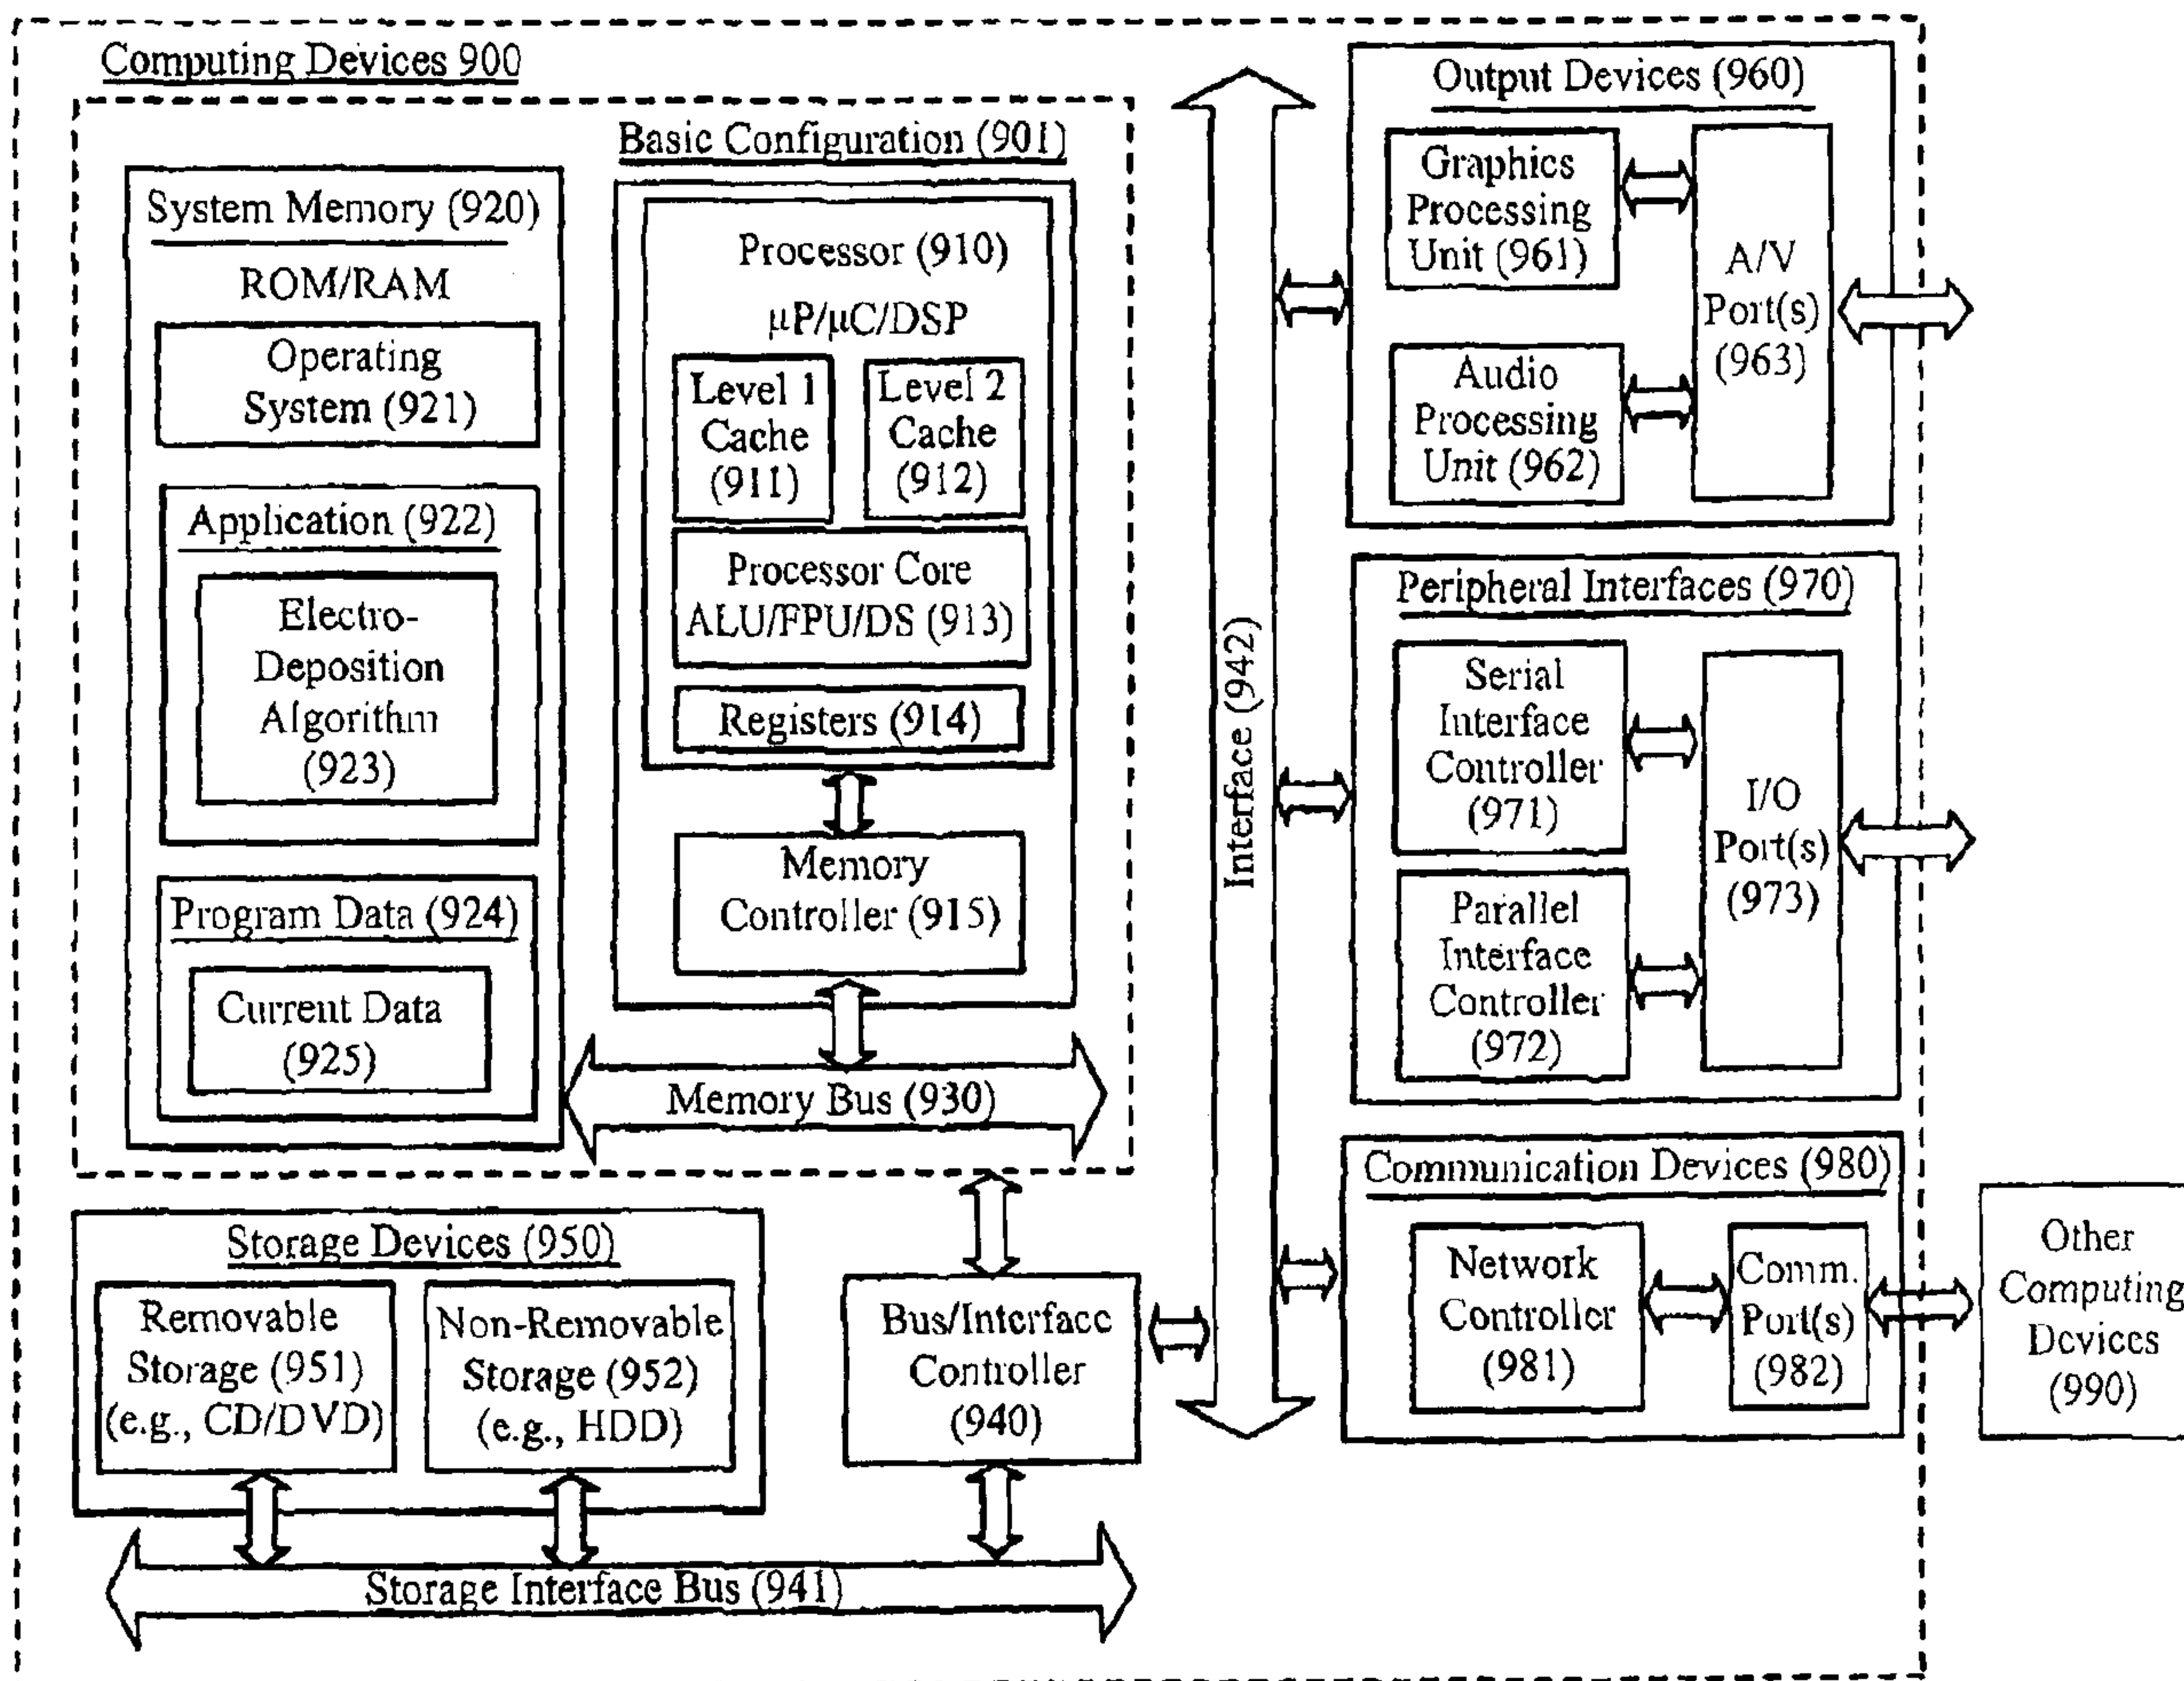 Computing Devices 900
Basic Configuration (901)
System Memory (920)
ROM/RAM
Operating
System (921)
Application (922)
Electro-
Deposition
Algorithm
(923)
Program Data (924)
Current Data
(925)
Processor (910)
μP/μC/DSP
Level 1
Cache
(911)
Level 2
Cache
(912)
Processor Core
ALU/FPU/DS (913)
Registers (914)
Memory
Controller (915)
Memory Bus (930)
Storage Devices (950)
Removable
Storage (951)
(e.g., CD/DVD)
Non-Removable
Storage (952)
(e.g., HDD)
Bus/Interface
Controller
(940)
Storage Interface Bus (941)
Interface (942)
Output Devices (960)
Graphics
Processing
Unit (961)
Audio
Processing
Unit (962)
A/V
Port(s)
(963)
Peripheral Interfaces (970)
Serial
Interface
Controller
(971)
Parallel
Interface
Controller
(972)
I/O
Port(s)
(973)
Communication Devices (980)
Network
Controller
(981)
Comm.
Port(s)
(982)
Other
Computing
Devices
(990)